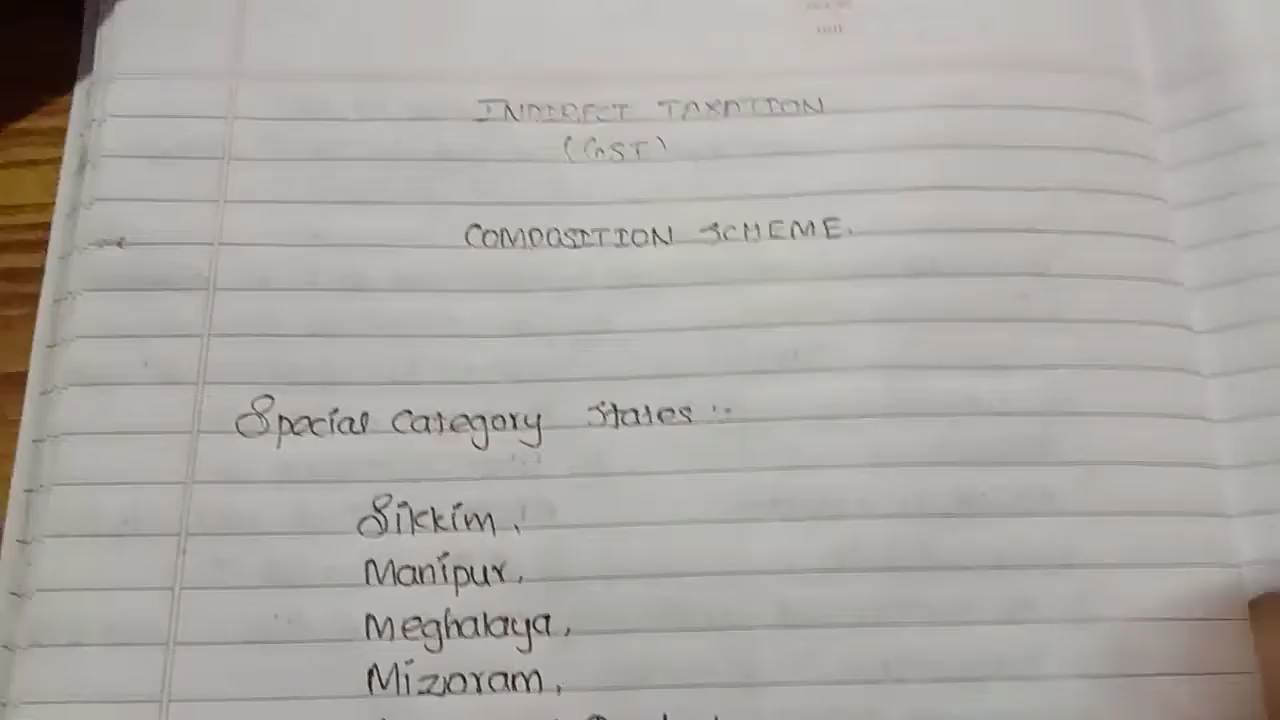 INDIRECT TAXATION
(GST)
COMPOSITION SCHEME.
Special Category States :-
Sikkim,
Manipur,
Meghalaya,
Mizoram,